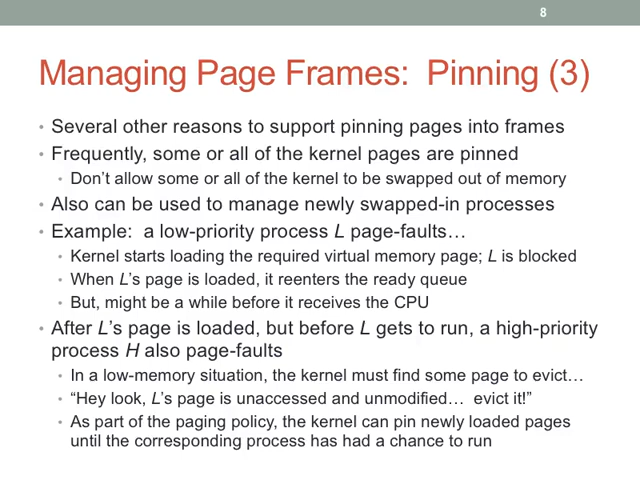 8
Managing Page Frames: Pinning (3)
• Several other reasons to support pinning pages into frames
• Frequently, some or all of the kernel pages are pinned
• Don't allow some or all of the kernel to be swapped out of memory
• Also can be used to manage newly swapped-in processes
• Example: a low-priority process L page-faults…
• Kernel starts loading the required virtual memory page; L is blocked
• When L's page is loaded, it reenters the ready queue
• But, might be a while before it receives the CPU
• After L's page is loaded, but before L gets to run, a high-priority
process H also page-faults
• In a low-memory situation, the kernel must find some page to evict…
• “Hey look, L's page is unaccessed and unmodified… evict it!”
• As part of the paging policy, the kernel can pin newly loaded pages
until the corresponding process has had a chance to run